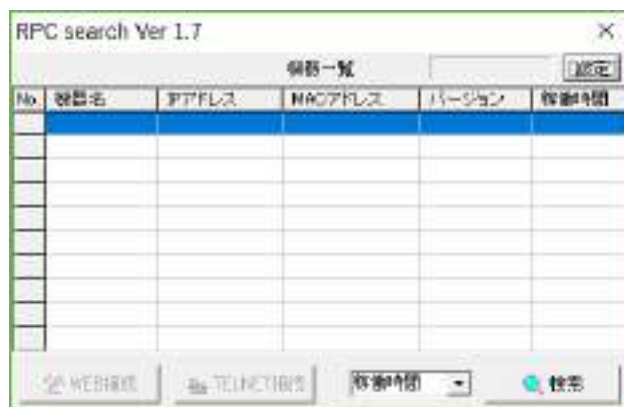 RPC search Ver 1.7
機器一覧
設定
No. 機器名 IPアドレス MACアドレス バージョン 稼働時間
WEB接続 TELNET接続 稼働時間 検索